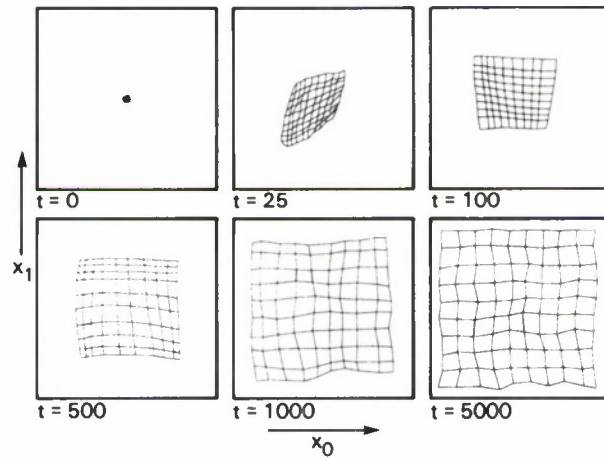 t = 0
t = 25
t = 100
x1
t = 500
t = 1000
t = 5000
x0